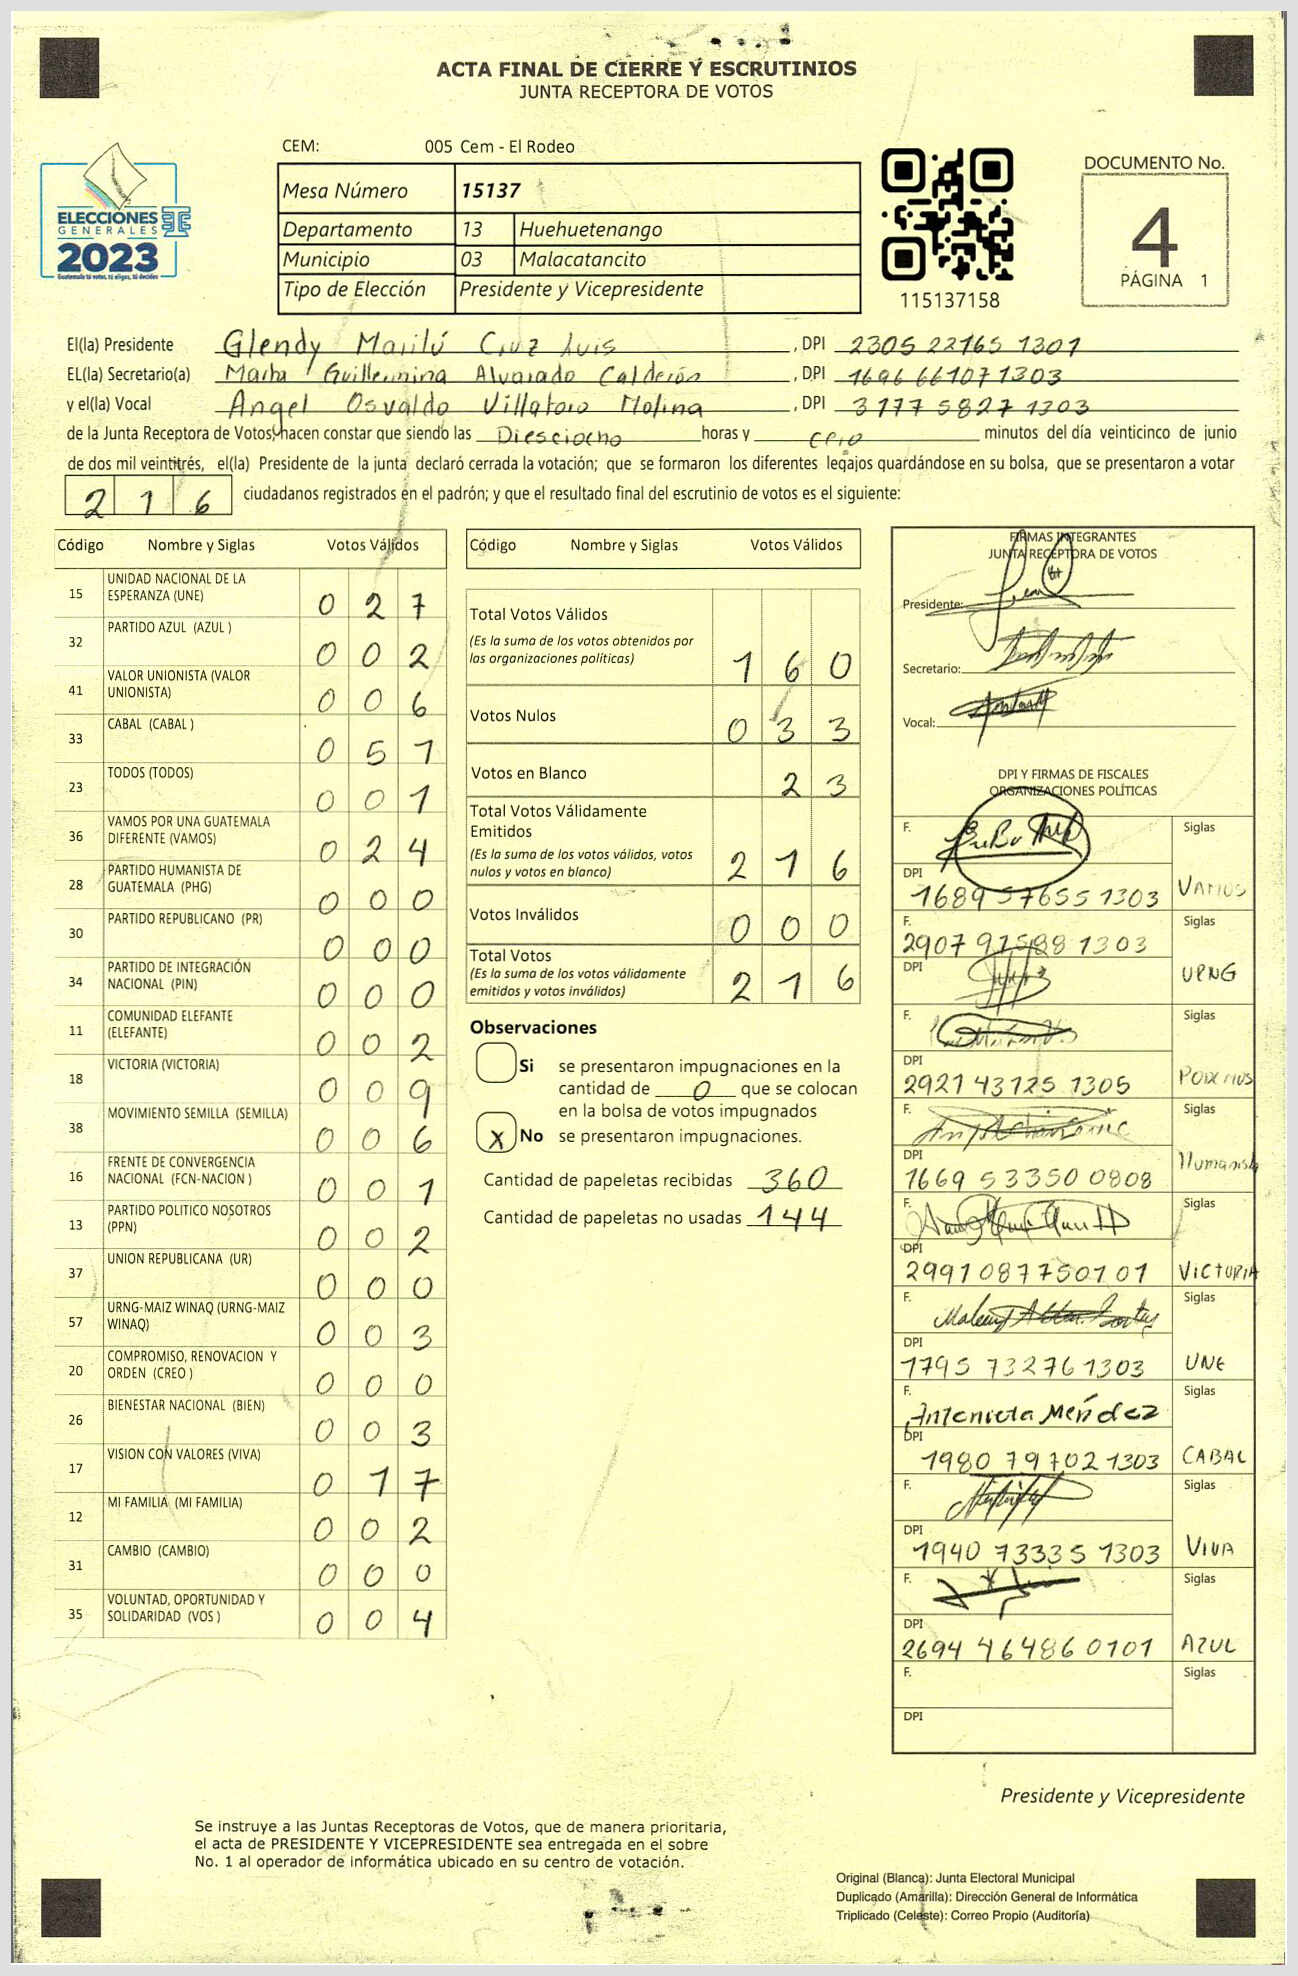 ACTA FINAL DE CIERRE Y ESCRUTINIOS
JUNTA RECEPTORA DE VOTOS
ELECCIONES
GENERALES
2023
Guatemala tú votas, tú eliges, tú decides
CEM: 005 Cem - El Rodeo
Mesa Número 15137
Departamento 13 Huehuetenango
Municipio 03 Malacatancito
Tipo de Elección Presidente y Vicepresidente
115137158
DOCUMENTO No.
4
PÁGINA 1
El(la) Presidente Glendy Marilú Cruz Luis , DPI 2305 22165 1301
EL(la) Secretario(a) Marta Guillermina Alvarado Calderón , DPI 1696 66107 1303
y el(la) Vocal Angel Osvaldo Villatoro Molina , DPI 3177 5827 1303
de la Junta Receptora de Votos, hacen constar que siendo las Diesciocho horas y cero minutos del día veinticinco de junio
de dos mil veintitrés, el(la) Presidente de la junta declaró cerrada la votación; que se formaron los diferentes legajos quardándose en su bolsa, que se presentaron a votar
2 1 6 ciudadanos registrados en el padrón; y que el resultado final del escrutinio de votos es el siguiente:
Código Nombre y Siglas Votos Válidos
15 UNIDAD NACIONAL DE LA ESPERANZA (UNE) 0 2 7
32 PARTIDO AZUL (AZUL ) 0 0 2
41 VALOR UNIONISTA (VALOR UNIONISTA) 0 0 6
33 CABAL (CABAL ) 0 5 1
23 TODOS (TODOS) 0 0 1
36 VAMOS POR UNA GUATEMALA DIFERENTE (VAMOS) 0 2 4
28 PARTIDO HUMANISTA DE GUATEMALA (PHG) 0 0 0
30 PARTIDO REPUBLICANO (PR) 0 0 0
34 PARTIDO DE INTEGRACIÓN NACIONAL (PIN) 0 0 0
11 COMUNIDAD ELEFANTE (ELEFANTE) 0 0 2
18 VICTORIA (VICTORIA) 0 0 9
38 MOVIMIENTO SEMILLA (SEMILLA) 0 0 6
16 FRENTE DE CONVERGENCIA NACIONAL (FCN-NACION ) 0 0 1
13 PARTIDO POLITICO NOSOTROS (PPN) 0 0 2
37 UNION REPUBLICANA (UR) 0 0 0
57 URNG-MAIZ WINAQ (URNG-MAIZ WINAQ) 0 0 3
20 COMPROMISO, RENOVACION Y ORDEN (CREO ) 0 0 0
26 BIENESTAR NACIONAL (BIEN) 0 0 3
17 VISION CON VALORES (VIVA) 0 1 7
12 MI FAMILIA (MI FAMILIA) 0 0 2
31 CAMBIO (CAMBIO) 0 0 0
35 VOLUNTAD, OPORTUNIDAD Y SOLIDARIDAD (VOS ) 0 0 4
Código Nombre y Siglas Votos Válidos
Total Votos Válidos
(Es la suma de los votos obtenidos por
las organizaciones políticas) 1 6 0
Votos Nulos 0 3 3
Votos en Blanco 2 3
Total Votos Válidamente
Emitidos
(Es la suma de los votos válidos, votos
nulos y votos en blanco) 2 1 6
Votos Inválidos 0 0 0
Total Votos
(Es la suma de los votos válidamente
emitidos y votos inválidos) 2 1 6
Observaciones
Si se presentaron impugnaciones en la
cantidad de 0 que se colocan
en la bolsa de votos impugnados
X No se presentaron impugnaciones.
Cantidad de papeletas recibidas 360
Cantidad de papeletas no usadas 144
FIRMAS INTEGRANTES
JUNTA RECEPTORA DE VOTOS
Presidente:
Secretario:
Vocal:
DPI Y FIRMAS DE FISCALES
ORGANIZACIONES POLÍTICAS
F. Siglas
DPI 1689 57655 1303 VAMOS
F. 2907 97588 1303 Siglas
DPI URNG
F. Siglas
DPI 2921 43125 1305 PODEMOS
F. Siglas
DPI 1669 53350 0808 Humanista
F. Siglas
DPI 2991 08775 0101 VICTORIA
F. Siglas
DPI 1795 73276 1303 UNE
F. Antonieta Méndez Siglas
DPI 1980 79702 1303 CABAL
F. Siglas
DPI 1940 73335 1303 VIVA
F. Siglas
DPI 2694 46486 0101 AZUL
F. Siglas
DPI
Presidente y Vicepresidente
Se instruye a las Juntas Receptoras de Votos, que de manera prioritaria,
el acta de PRESIDENTE Y VICEPRESIDENTE sea entregada en el sobre
No. 1 al operador de informática ubicado en su centro de votación.
Original (Blanca): Junta Electoral Municipal
Duplicado (Amarilla): Dirección General de Informática
Triplicado (Celeste): Correo Propio (Auditoría)